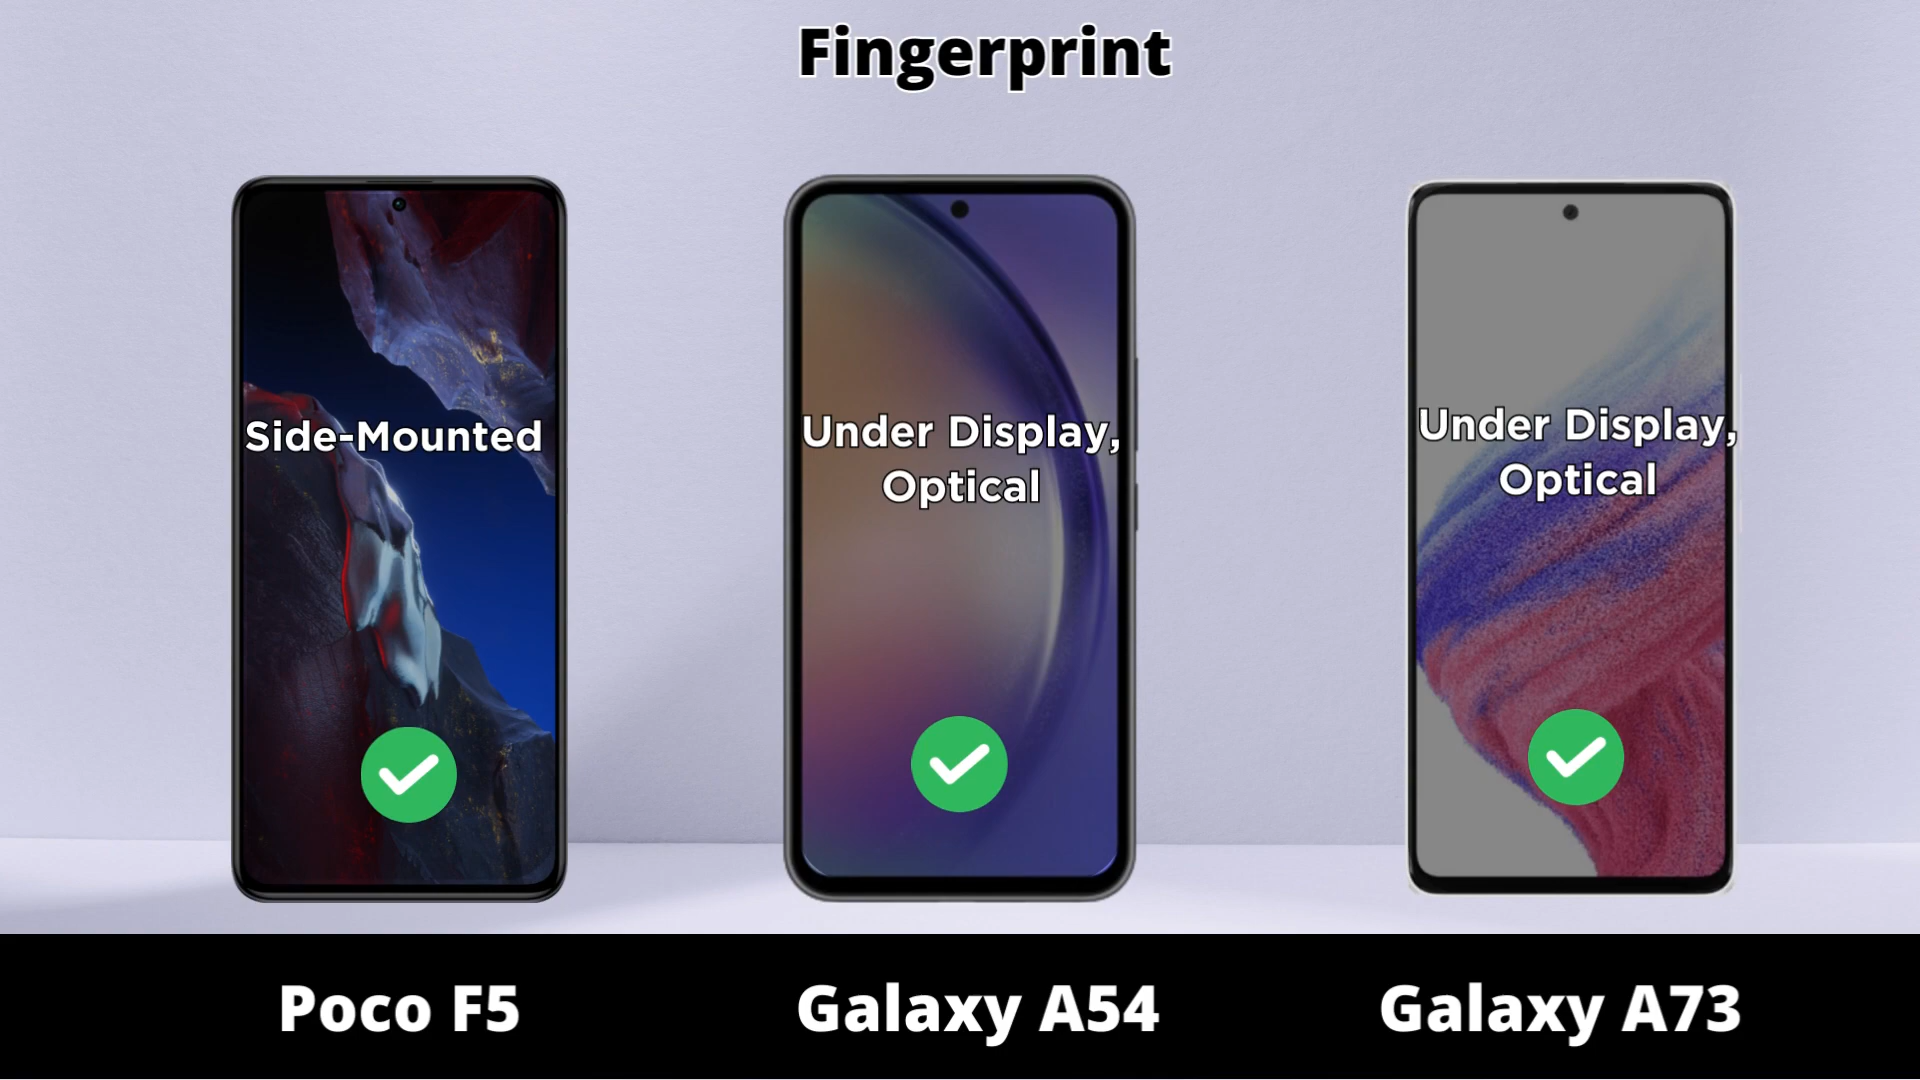 Fingerprint
Side-Mounted
Under Display,
Optical
Under Display,
Optical
Poco F5
Galaxy A54
Galaxy A73